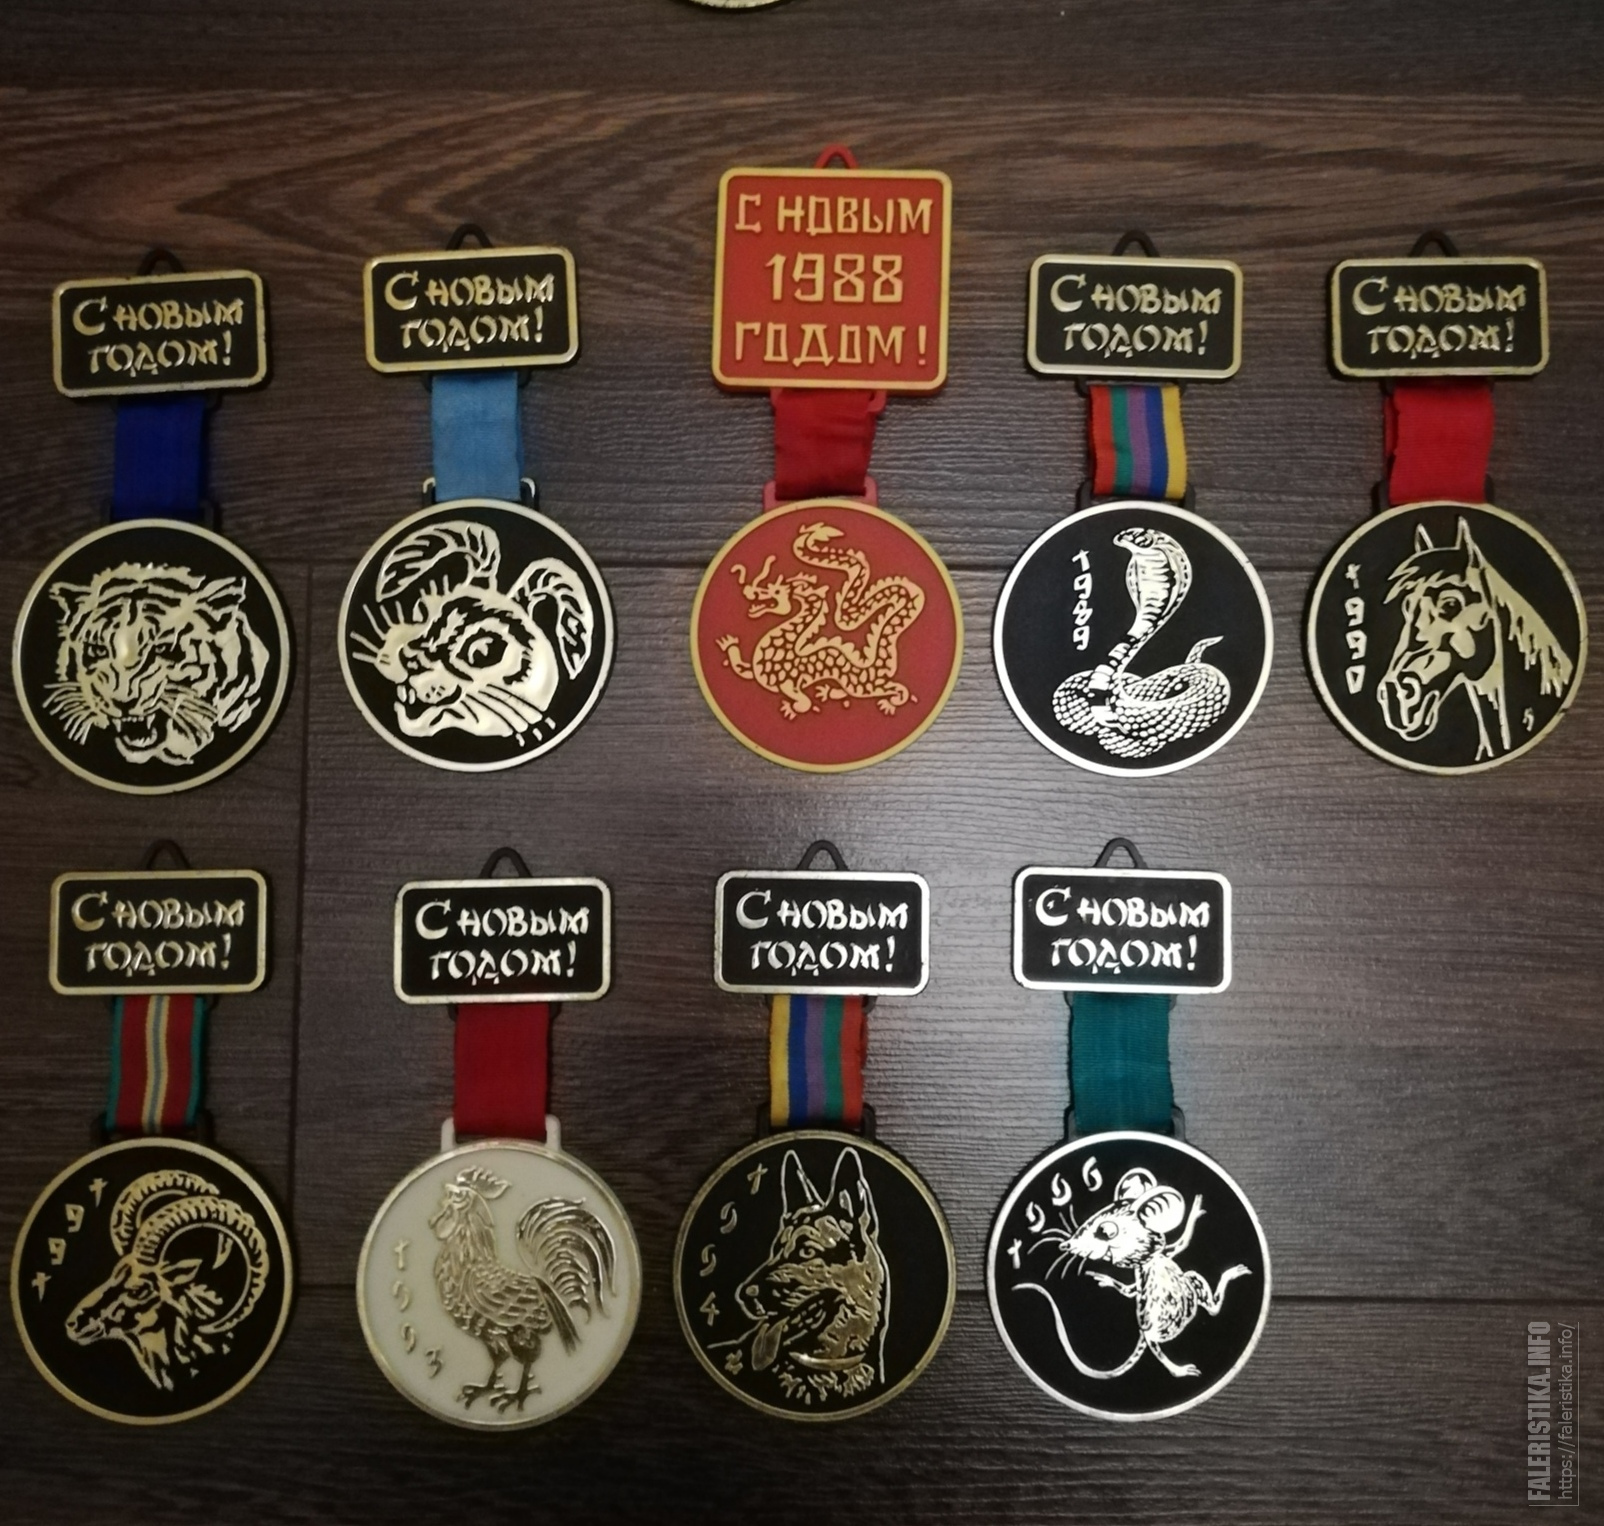 С НОВЫМ
ГОДОМ!
С НОВЫМ
ГОДОМ!
С НОВЫМ
1988
ГОДОМ!
С НОВЫМ
ГОДОМ!
С НОВЫМ
ГОДОМ!
1989
1990
С НОВЫМ
ГОДОМ!
С НОВЫМ
ГОДОМ!
С НОВЫМ
ГОДОМ!
С НОВЫМ
ГОДОМ!
1991
1993
1994
1996
FALERISTIKA.INFO
https://faleristika.info/